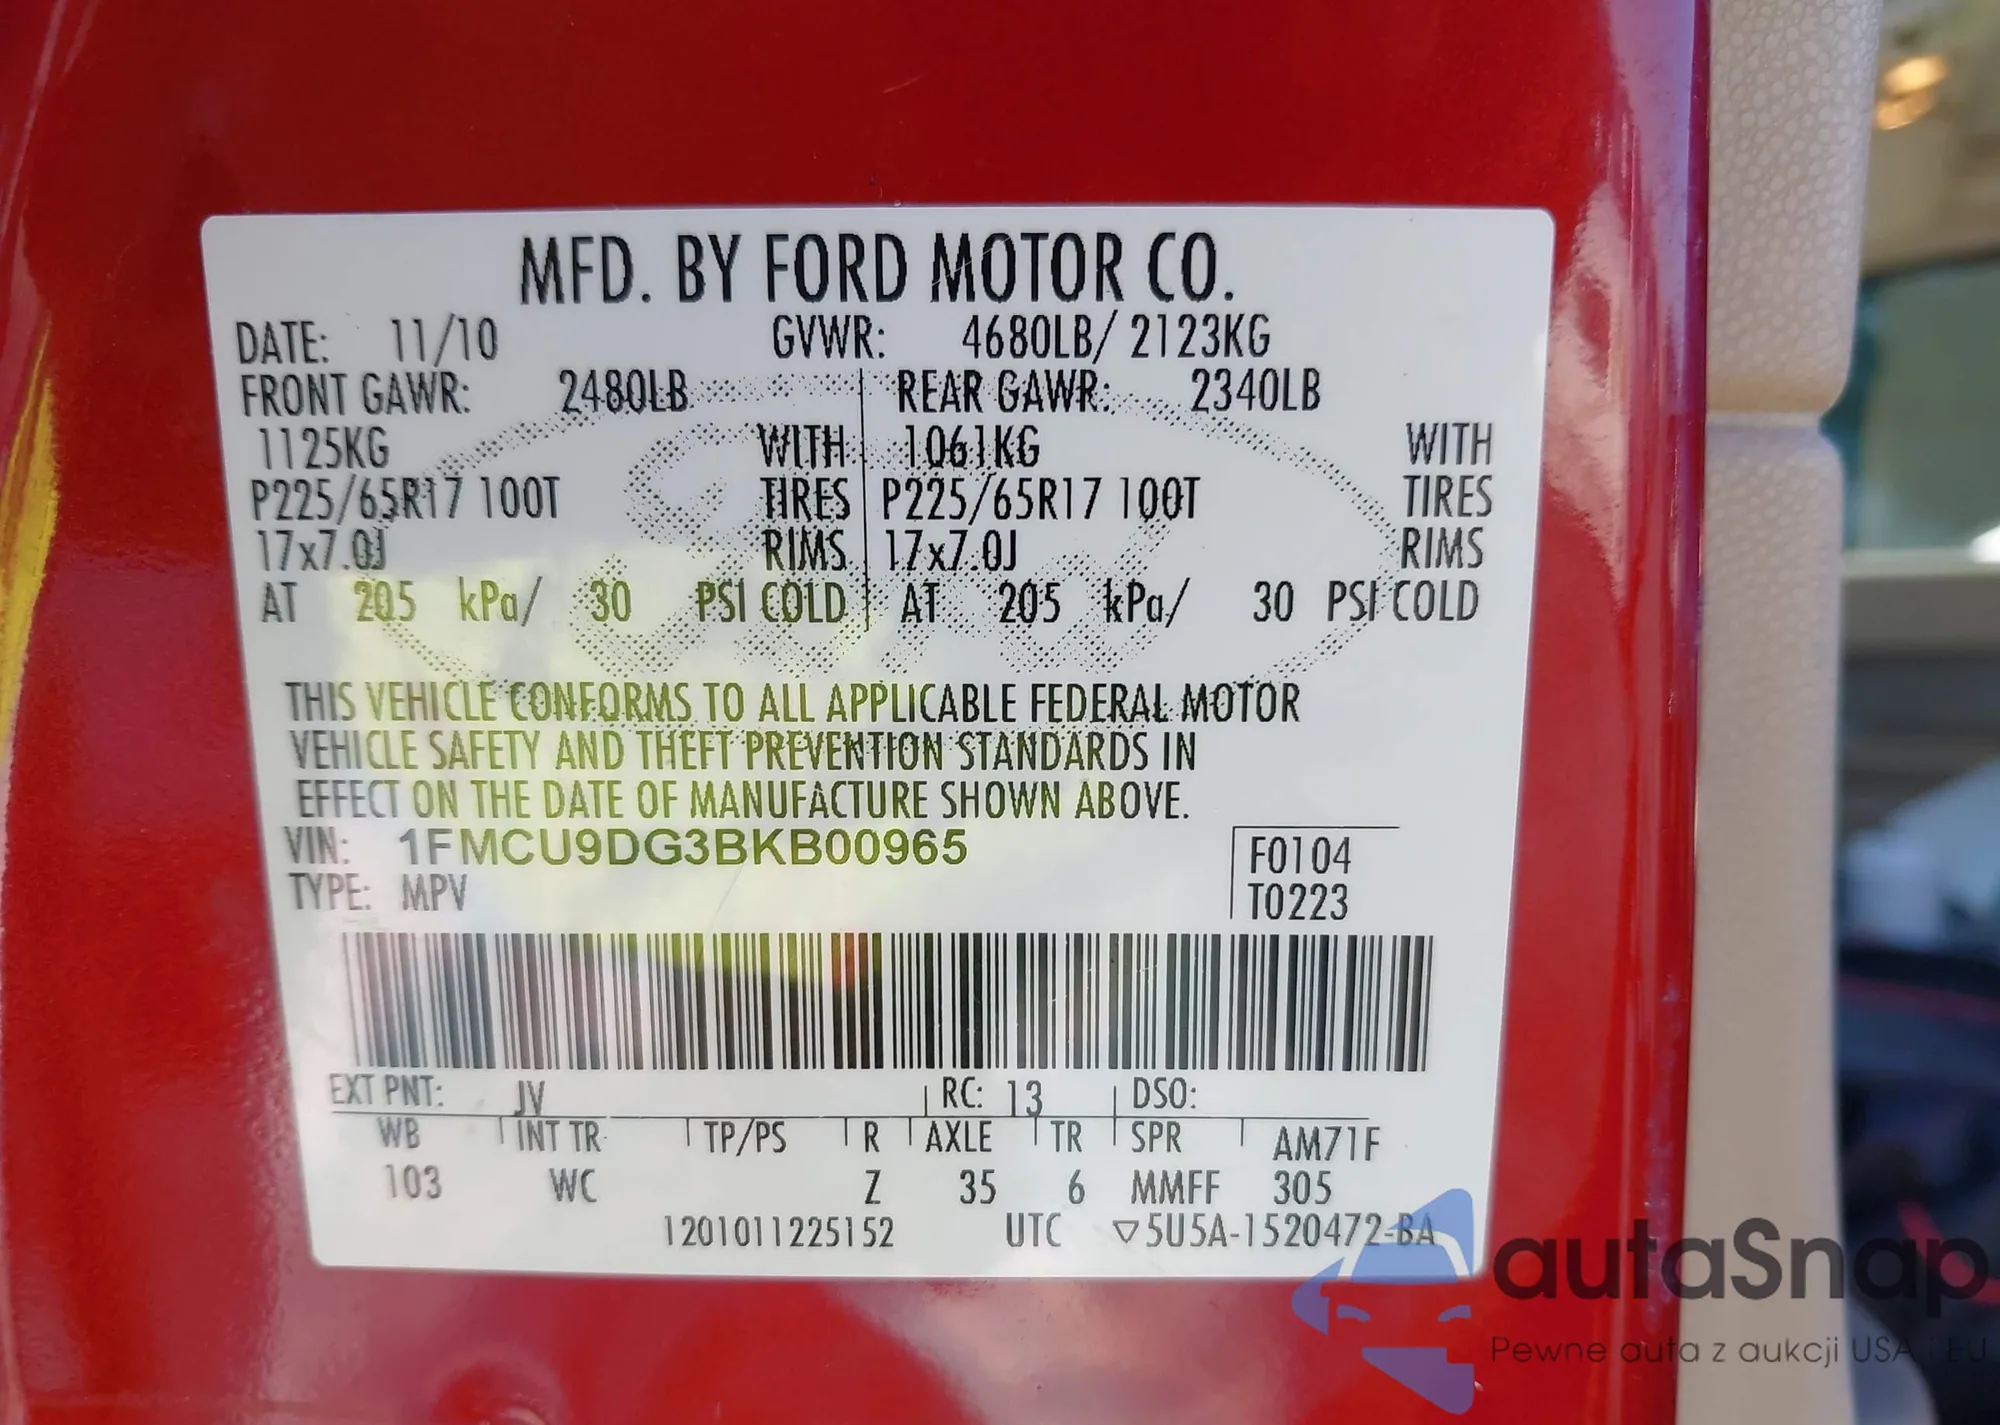 MFD. BY FORD MOTOR CO.
DATE: 11/10 GVWR: 4680LB/ 2123KG
FRONT GAWR: 2480LB REAR GAWR: 2340LB
1125KG WITH 1061KG WITH
P225/65R17 100T TIRES P225/65R17 100T TIRES
17x7.0J RIMS 17x7.0J RIMS
AT 205 kPa/ 30 PSI COLD AT 205 kPa/ 30 PSI COLD
THIS VEHICLE CONFORMS TO ALL APPLICABLE FEDERAL MOTOR
VEHICLE SAFETY AND THEFT PREVENTION STANDARDS IN
EFFECT ON THE DATE OF MANUFACTURE SHOWN ABOVE.
VIN: 1FMCU9DG3BKB00965 F0104
TYPE: MPV T0223
EXT PNT: JV RC: 13 DSO:
WB INT TR TP/PS R AXLE TR SPR AM71F
103 WC Z 35 6 MMFF 305
1201011225152 UTC ▽5U5A-1520472-BA
autaSnap
Pewne auta z aukcji USA i EU